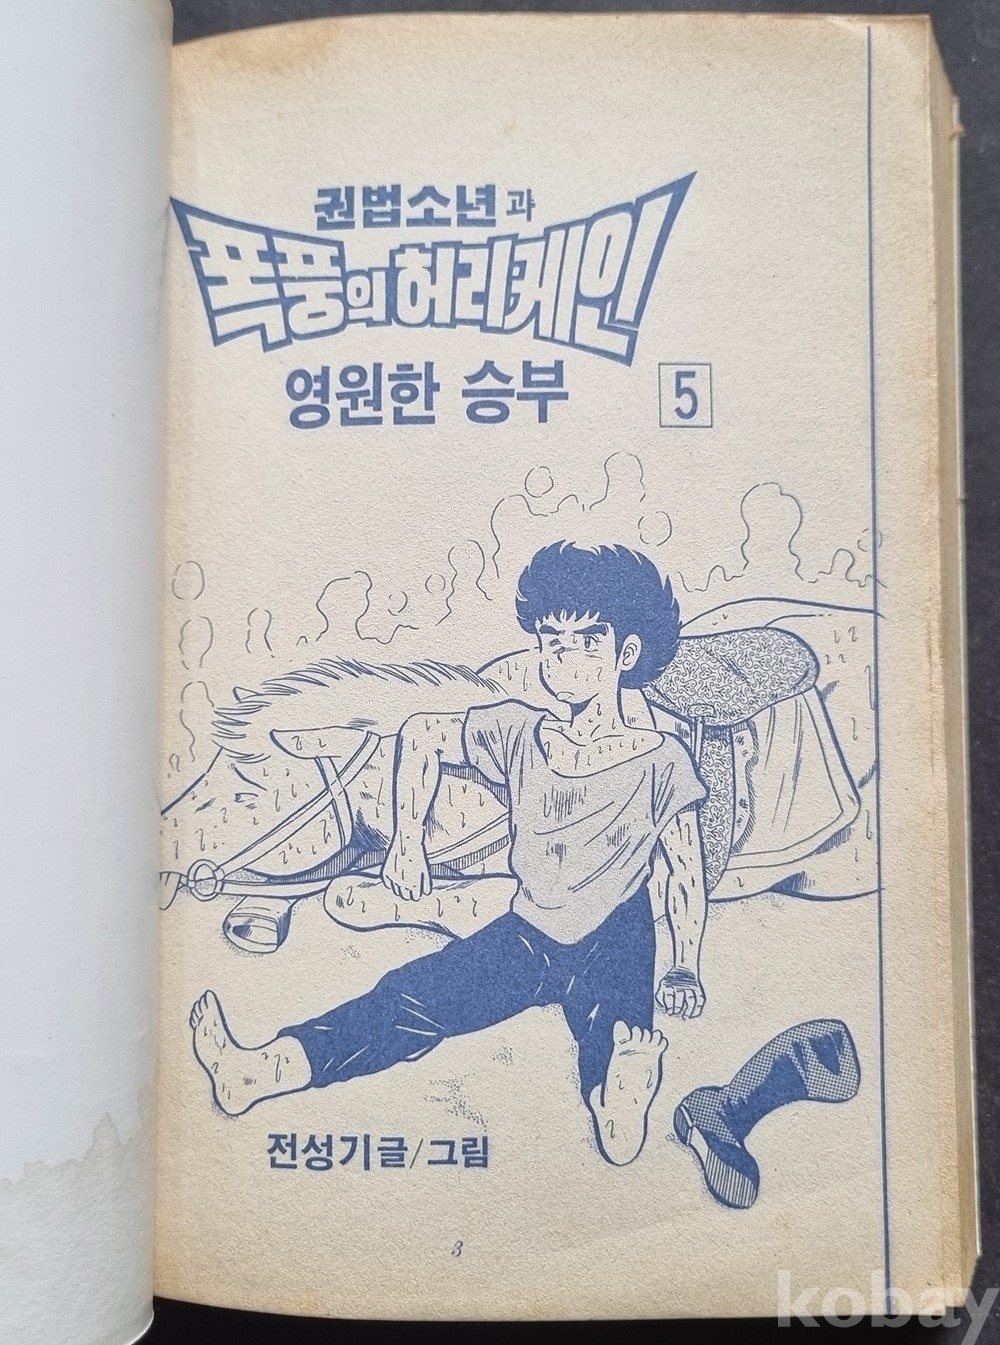 권법소년과
폭풍의 허리케인
영원한 승부 5
전성기글/그림
3
kobay